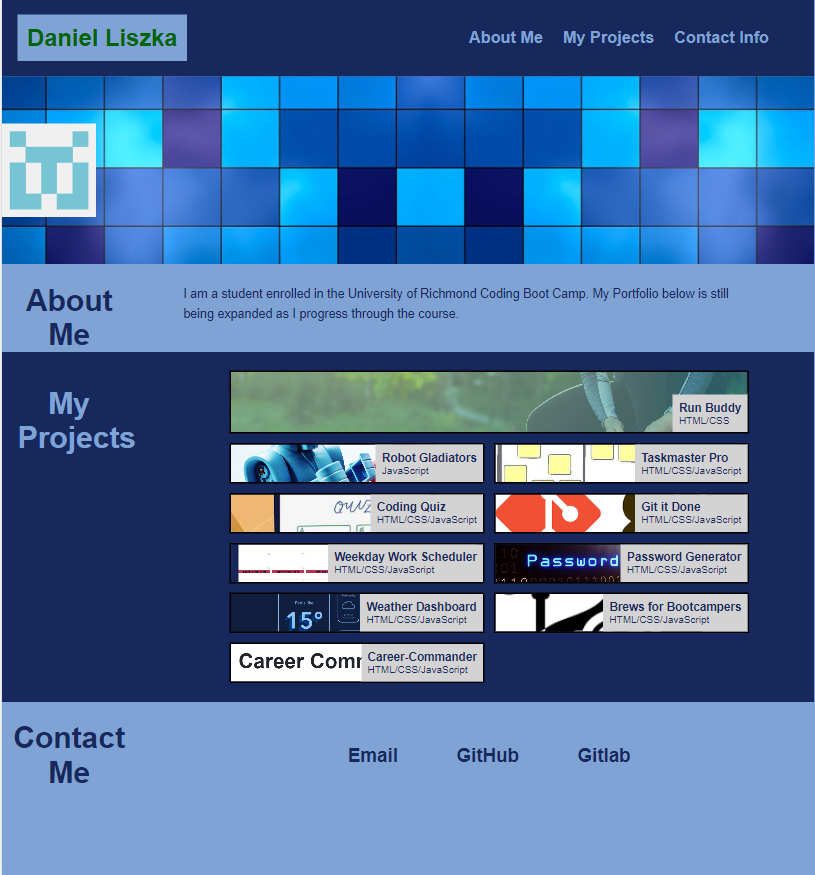 Daniel Liszka
About Me
My Projects
Contact Info
About
Me
I am a student enrolled in the University of Richmond Coding Boot Camp. My Portfolio below is still
being expanded as I progress through the course.
My
Projects
Run Buddy
HTML/CSS
Robot Gladiators
JavaScript
Taskmaster Pro
HTML/CSS/JavaScript
QUIZ
Coding Quiz
HTML/CSS/JavaScript
Git it Done
HTML/CSS/JavaScript
Weekday Work Scheduler
HTML/CSS/JavaScript
Password
Password Generator
HTML/CSS/JavaScript
15°
Weather Dashboard
HTML/CSS/JavaScript
Brews for Bootcampers
HTML/CSS/JavaScript
Career Com
Career-Commander
HTML/CSS/JavaScript
Contact
Me
Email
GitHub
Gitlab